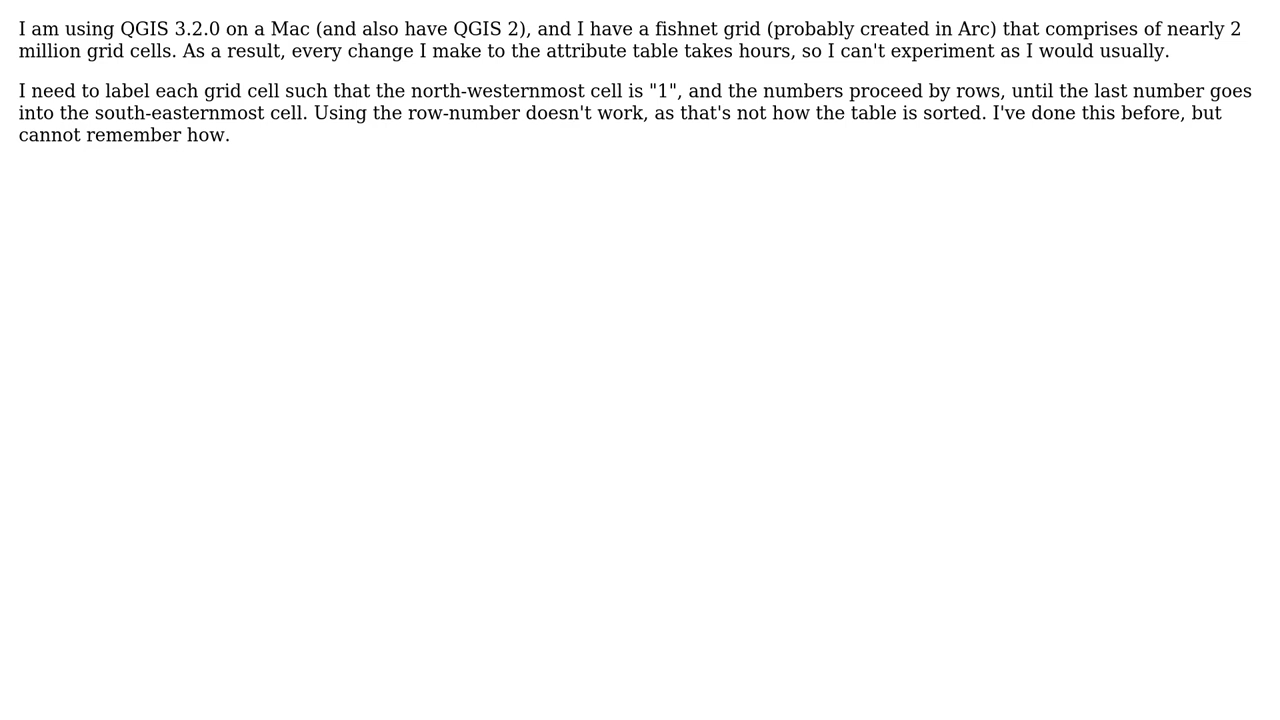 I am using QGIS 3.2.0 on a Mac (and also have QGIS 2), and I have a fishnet grid (probably created in Arc) that comprises of nearly 2
million grid cells. As a result, every change I make to the attribute table takes hours, so I can't experiment as I would usually.
I need to label each grid cell such that the north-westernmost cell is "1", and the numbers proceed by rows, until the last number goes
into the south-easternmost cell. Using the row-number doesn't work, as that's not how the table is sorted. I've done this before, but
cannot remember how.